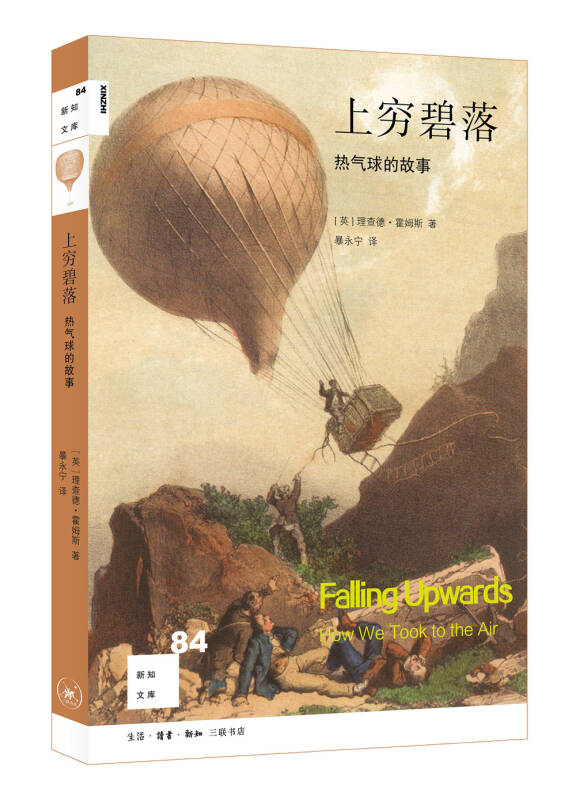 84
XINZHI
新知
文库
上穷碧落
热气球的故事
[英]理查德·霍姆斯 著
暴永宁 译
上穷碧落
热气球的故事
[英]理查德·霍姆斯 著
暴永宁 译
Falling Upwards
How We Took to the Air
84
新知
文库
生活·讀書·新知 三联书店